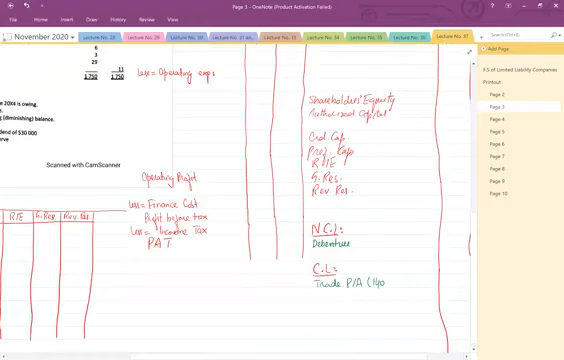 Page 3 - OneNote (Product Activation Failed)
File Home Insert Draw History Review View
November 2020
Lecture No. 28
Lecture No. 29
Lecture No. 30
Lecture No. 31 an...
Lecture No. 33
Lecture No. 34
Lecture No. 35
Lecture No. 36
Lecture No. 37
Search (Ctrl+E)
Add Page
F.S of Limited Liability Companies
Printout
Page 2
Page 3
Page 4
Page 5
Page 6
Page 7
Page 8
Page 9
Page 10
6
3
29
11
1 750 1 750
e 20X4 is owing.
g (diminishing) balance.
dend of $30 000
erve
Scanned with CamScanner
R/E G.Res Rev.Res
less = Operating exp:
Operating Profit
less = Finance Cost
Profit before tax
less = Income Tax
PAT
Shareholders' Equity
Authorized Capital
Ord. Cap
Pref. Cap
R/E
G. Res.
Rev. Res.
N.C.L:
Debenture
C.L:
Trade P/A (140